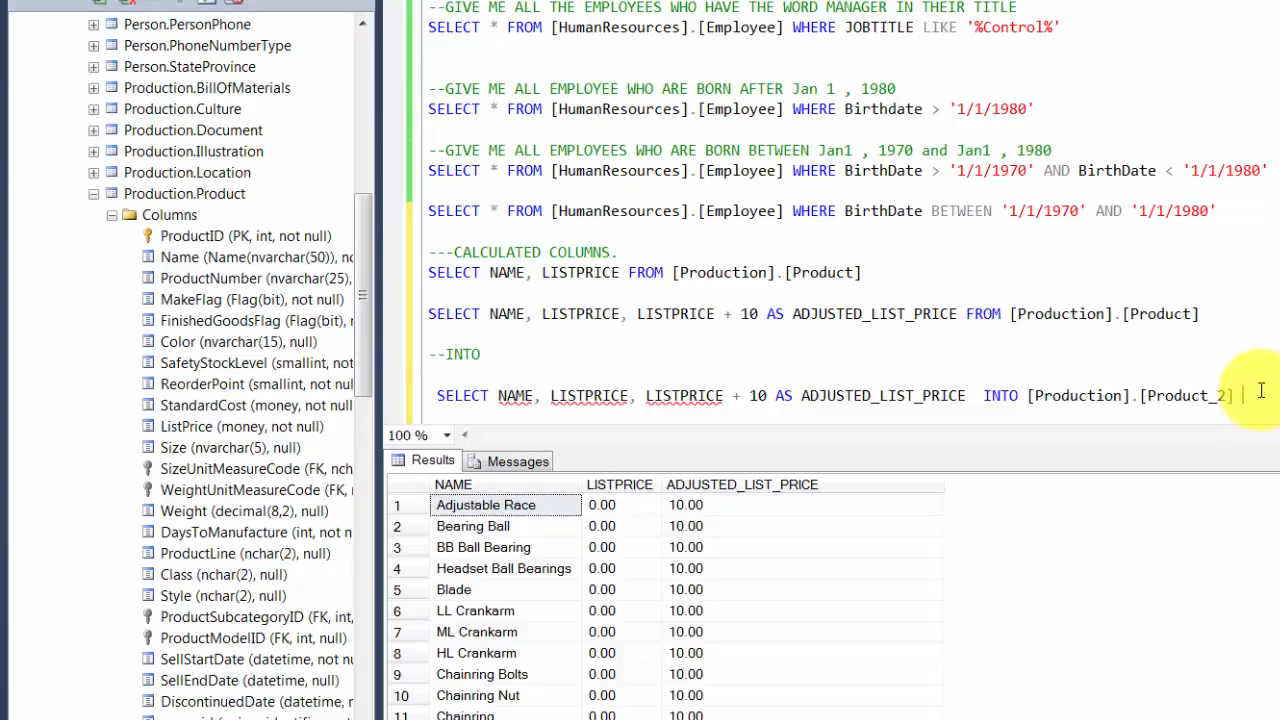 Person.PersonPhone
Person.PhoneNumberType
Person.StateProvince
Production.BillOfMaterials
Production.Culture
Production.Document
Production.Illustration
Production.Location
Production.Product
Columns
ProductID (PK, int, not null)
Name (Name(nvarchar(50)), no
ProductNumber (nvarchar(25),
MakeFlag (Flag(bit), not null)
FinishedGoodsFlag (Flag(bit),
Color (nvarchar(15), null)
SafetyStockLevel (smallint, not
ReorderPoint (smallint, not null
StandardCost (money, not null)
ListPrice (money, not null)
Size (nvarchar(5), null)
SizeUnitMeasureCode (FK, nch
WeightUnitMeasureCode (FK,
Weight (decimal(8,2), null)
DaysToManufacture (int, not n
ProductLine (nchar(2), null)
Class (nchar(2), null)
Style (nchar(2), null)
ProductSubcategoryID (FK, int,
ProductModelID (FK, int, null)
SellStartDate (datetime, not nu
SellEndDate (datetime, null)
DiscontinuedDate (datetime, n
--GIVE ME ALL THE EMPLOYEES WHO HAVE THE WORD MANAGER IN THEIR TITLE
SELECT * FROM [HumanResources].[Employee] WHERE JOBTITLE LIKE '%Control%'
--GIVE ME ALL EMPLOYEE WHO ARE BORN AFTER Jan 1 , 1980
SELECT * FROM [HumanResources].[Employee] WHERE Birthdate > '1/1/1980'
--GIVE ME ALL EMPLOYEES WHO ARE BORN BETWEEN Jan1 , 1970 and Jan1 , 1980
SELECT * FROM [HumanResources].[Employee] WHERE BirthDate > '1/1/1970' AND BirthDate < '1/1/1980'
SELECT * FROM [HumanResources].[Employee] WHERE BirthDate BETWEEN '1/1/1970' AND '1/1/1980'
---CALCULATED COLUMNS.
SELECT NAME, LISTPRICE FROM [Production].[Product]
SELECT NAME, LISTPRICE, LISTPRICE + 10 AS ADJUSTED_LIST_PRICE FROM [Production].[Product]
--INTO
SELECT NAME, LISTPRICE, LISTPRICE + 10 AS ADJUSTED_LIST_PRICE  INTO [Production].[Product_2]
100 %
Results Messages
NAME LISTPRICE ADJUSTED_LIST_PRICE
1 Adjustable Race 0.00 10.00
2 Bearing Ball 0.00 10.00
3 BB Ball Bearing 0.00 10.00
4 Headset Ball Bearings 0.00 10.00
5 Blade 0.00 10.00
6 LL Crankarm 0.00 10.00
7 ML Crankarm 0.00 10.00
8 HL Crankarm 0.00 10.00
9 Chainring Bolts 0.00 10.00
10 Chainring Nut 0.00 10.00
11 Chainring 0.00 10.00